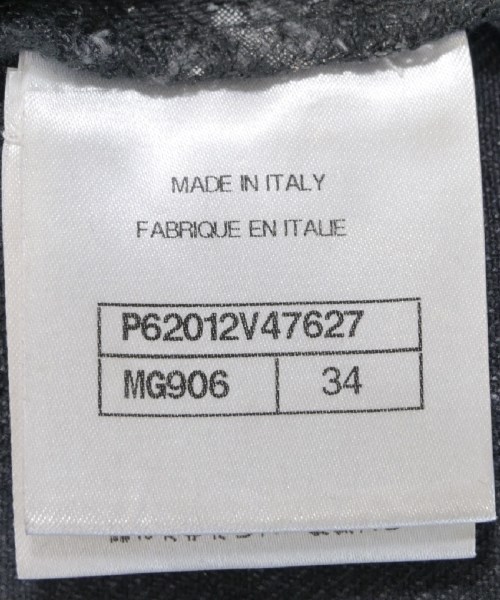 MADE IN ITALY
FABRIQUE EN ITALIE
P62012V47627
MG906 34